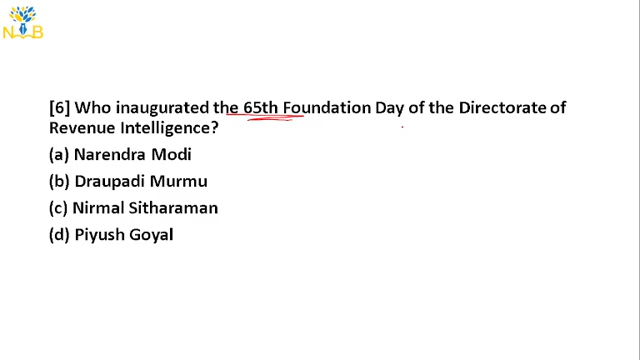 N B
[6] Who inaugurated the 65th Foundation Day of the Directorate of
Revenue Intelligence?
(a) Narendra Modi
(b) Draupadi Murmu
(c) Nirmal Sitharaman
(d) Piyush Goyal